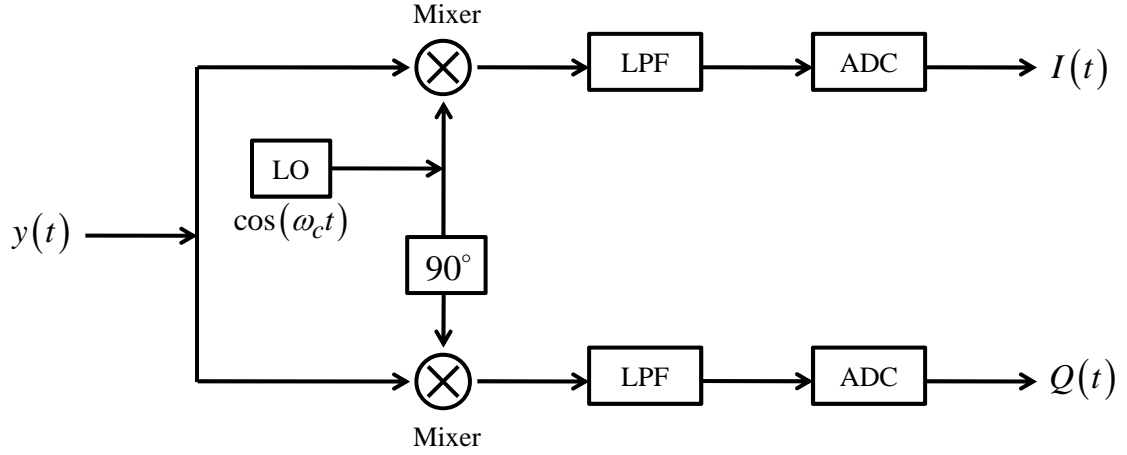 Mixer
LPF
ADC
I(t)
LO
cos(ω_c t)
y(t)
90°
LPF
ADC
Q(t)
Mixer